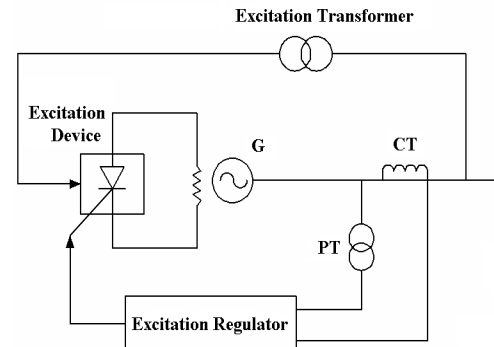 Excitation Transformer
Excitation
Device
G
CT
PT
Excitation Regulator